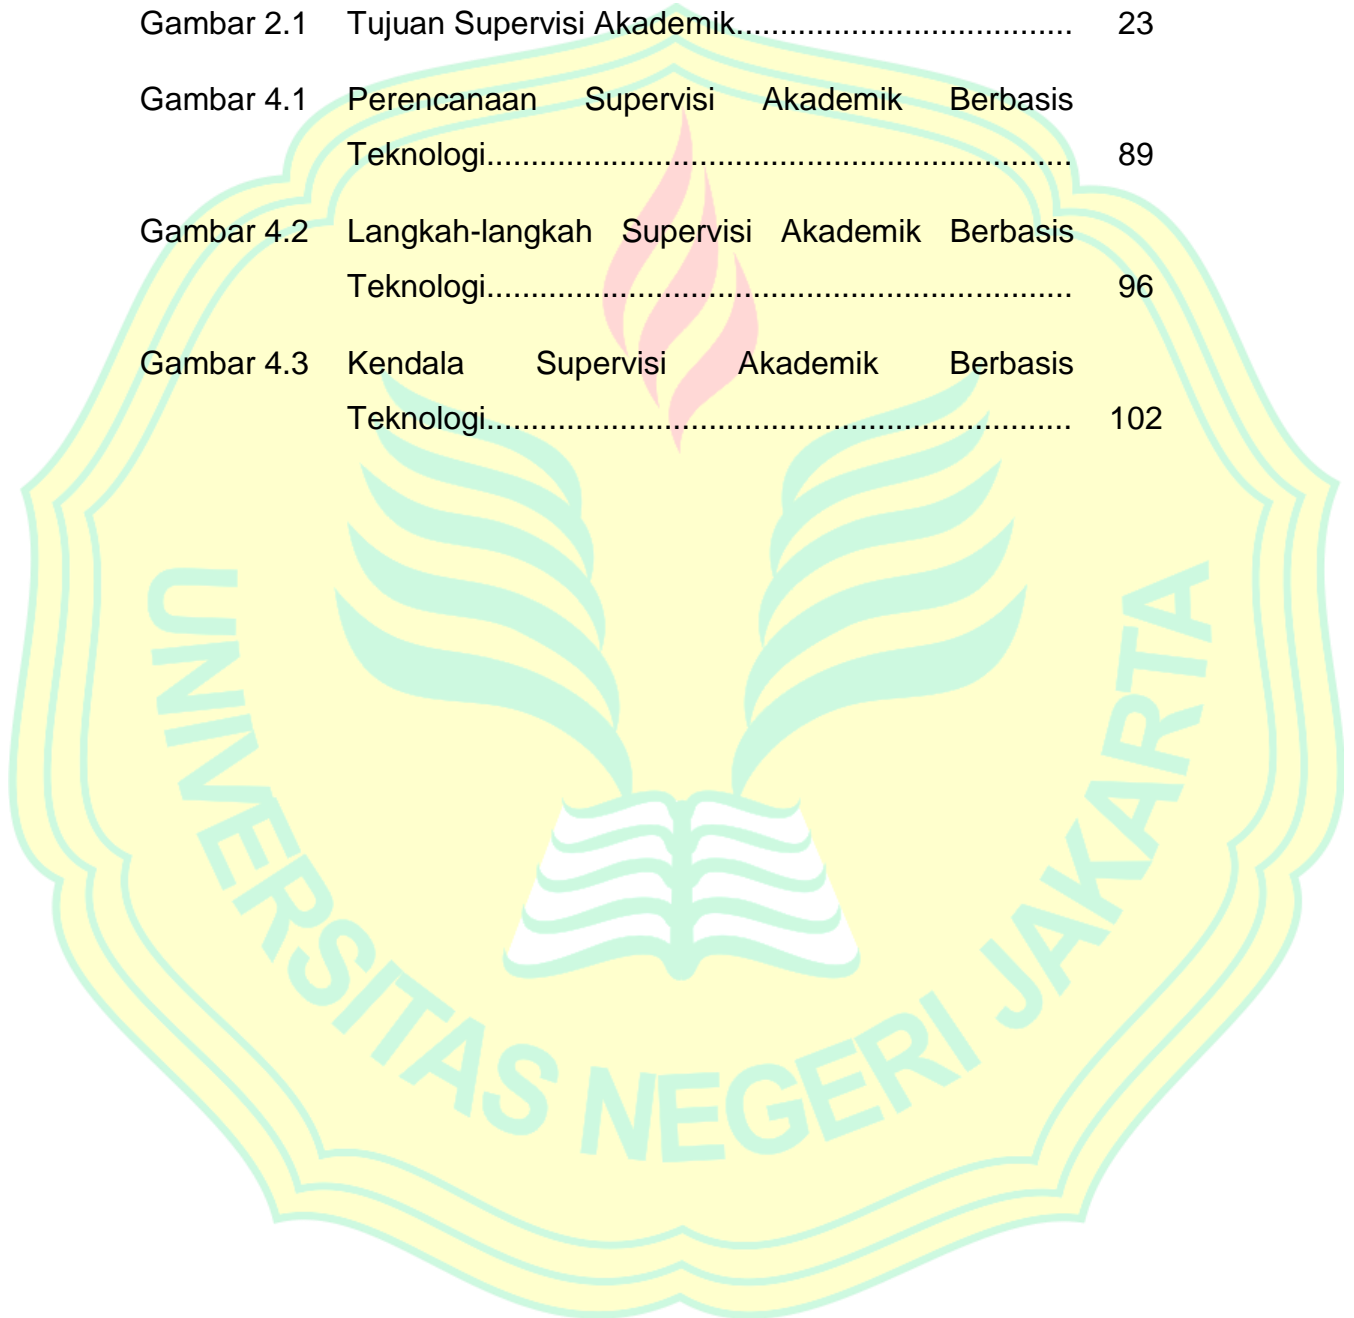 Gambar 2.1 Tujuan Supervisi Akademik...................................... 23
Gambar 4.1 Perencanaan Supervisi Akademik Berbasis
Teknologi................................................................. 89
Gambar 4.2 Langkah-langkah Supervisi Akademik Berbasis
Teknologi................................................................. 96
Gambar 4.3 Kendala Supervisi Akademik Berbasis
Teknologi................................................................. 102
UNIVERSITAS NEGERI JAKARTA